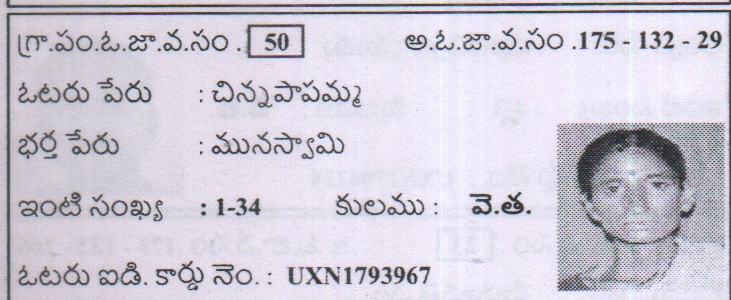 గ్రా.పం.ఓ.జా.వ.సం . 50 అ.ఓ.జా.వ.సం .175 - 132 - 29
ఓటరు పేరు : చిన్నపాపమ్మ
భర్త పేరు : మునస్వామి
ఇంటి సంఖ్య : 1-34 కులము : వె.త.
ఓటరు ఐడి. కార్డు నెం. : UXN1793967